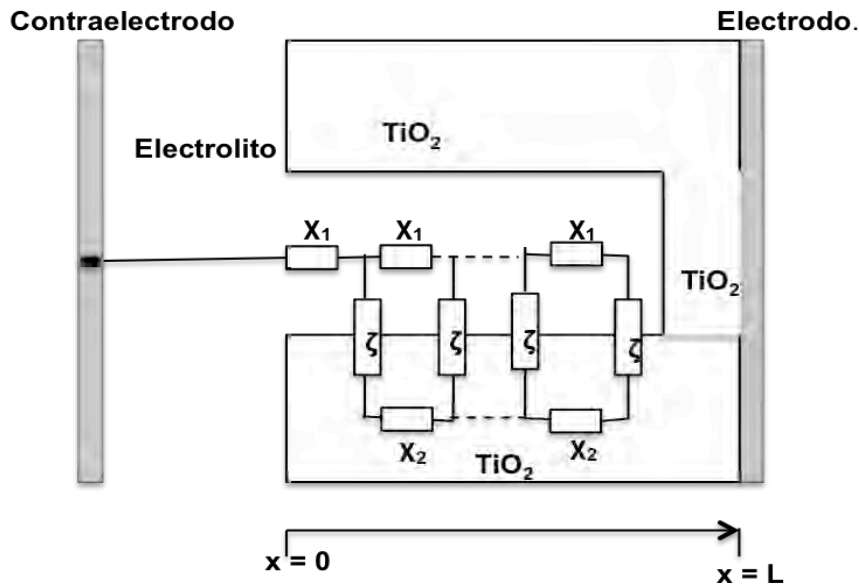 Contraelectrodo
Electrodo.
TiO₂
Electrolito
X₁ X₁ X₁
TiO₂
ζ ζ ζ ζ
X₂ X₂
TiO₂
x = 0
x = L